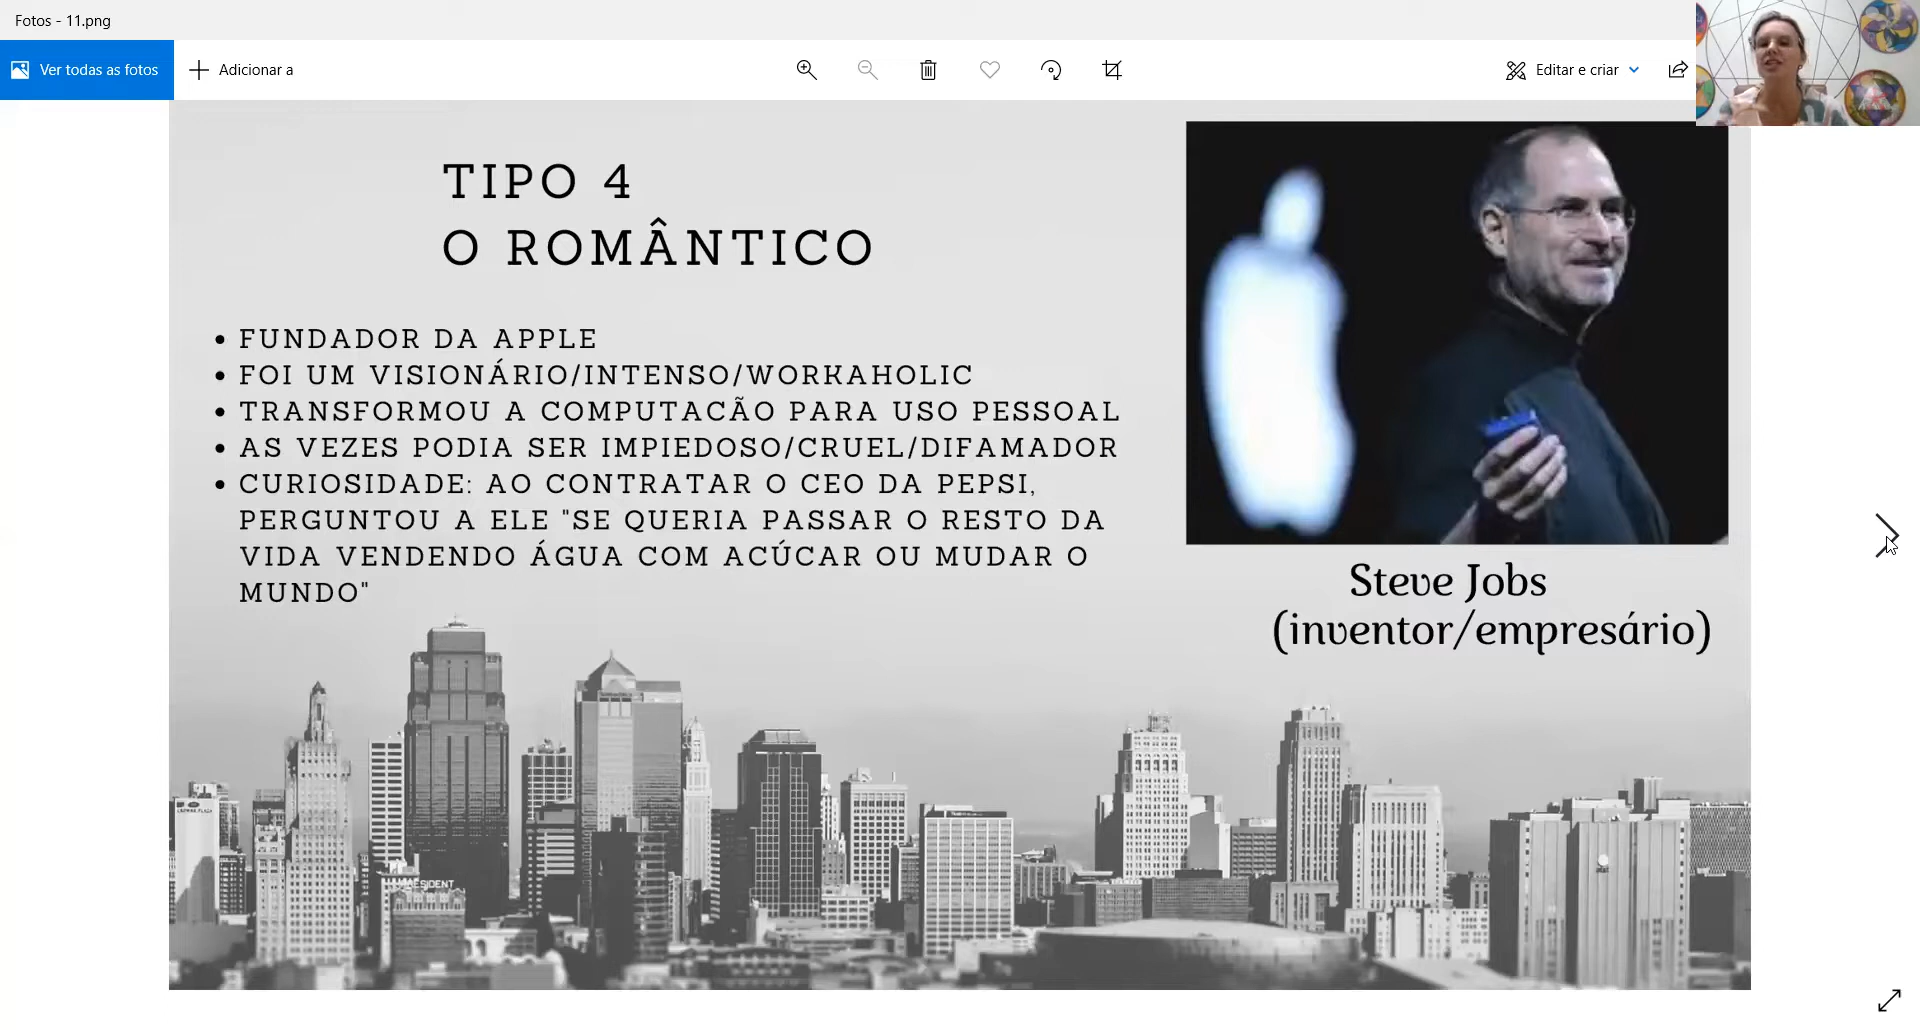 Fotos - 11.png
Ver todas as fotos
Adicionar a
Editar e criar
TIPO 4
O ROMÂNTICO
• FUNDADOR DA APPLE
• FOI UM VISIONÁRIO/INTENSO/WORKAHOLIC
• TRANSFORMOU A COMPUTACÃO PARA USO PESSOAL
• AS VEZES PODIA SER IMPIEDOSO/CRUEL/DIFAMADOR
• CURIOSIDADE: AO CONTRATAR O CEO DA PEPSI,
PERGUNTOU A ELE "SE QUERIA PASSAR O RESTO DA
VIDA VENDENDO ÁGUA COM ACÚCAR OU MUDAR O
MUNDO"
Steve Jobs
(inventor/empresário)
PRESIDENT